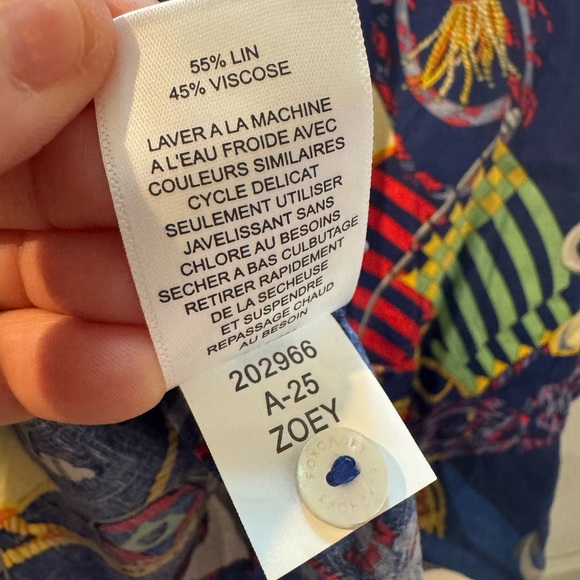 55% LIN
45% VISCOSE
LAVER A LA MACHINE
A L'EAU FROIDE AVEC
COULEURS SIMILAIRES
CYCLE DELICAT
SEULEMENT UTILISER
JAVELISSANT SANS
CHLORE AU BESOINS
SECHER A BAS CULBUTAGE
RETIRER RAPIDEMENT
DE LA SECHEUSE
ET SUSPENDRE
REPASSAGE CHAUD
AU BESOIN
202966
A-25
ZOEY
FOXCROFT
FOXCROFT